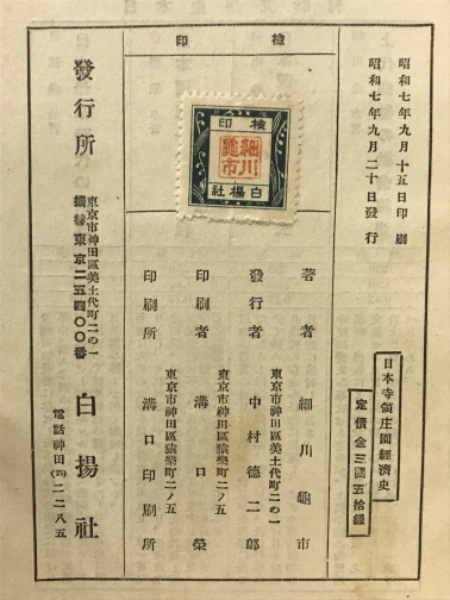 昭和七年九月十五日印刷
昭和七年九月二十日發行
日本寺領庄園經濟史
定價金三圓五拾錢
檢印
檢印
細川龜市
白楊社
著者 細川龜市
東京市神田區美土代町二の一
發行者 中村德二郎
東京市神田區猿樂町二ノ五
印刷者 溝口榮
東京市神田區猿樂町二ノ五
印刷所 溝口印刷所
發行所
東京市神田區美土代町二の一
振替東京二五四〇〇番
白揚社
電話神田(25)二二八五